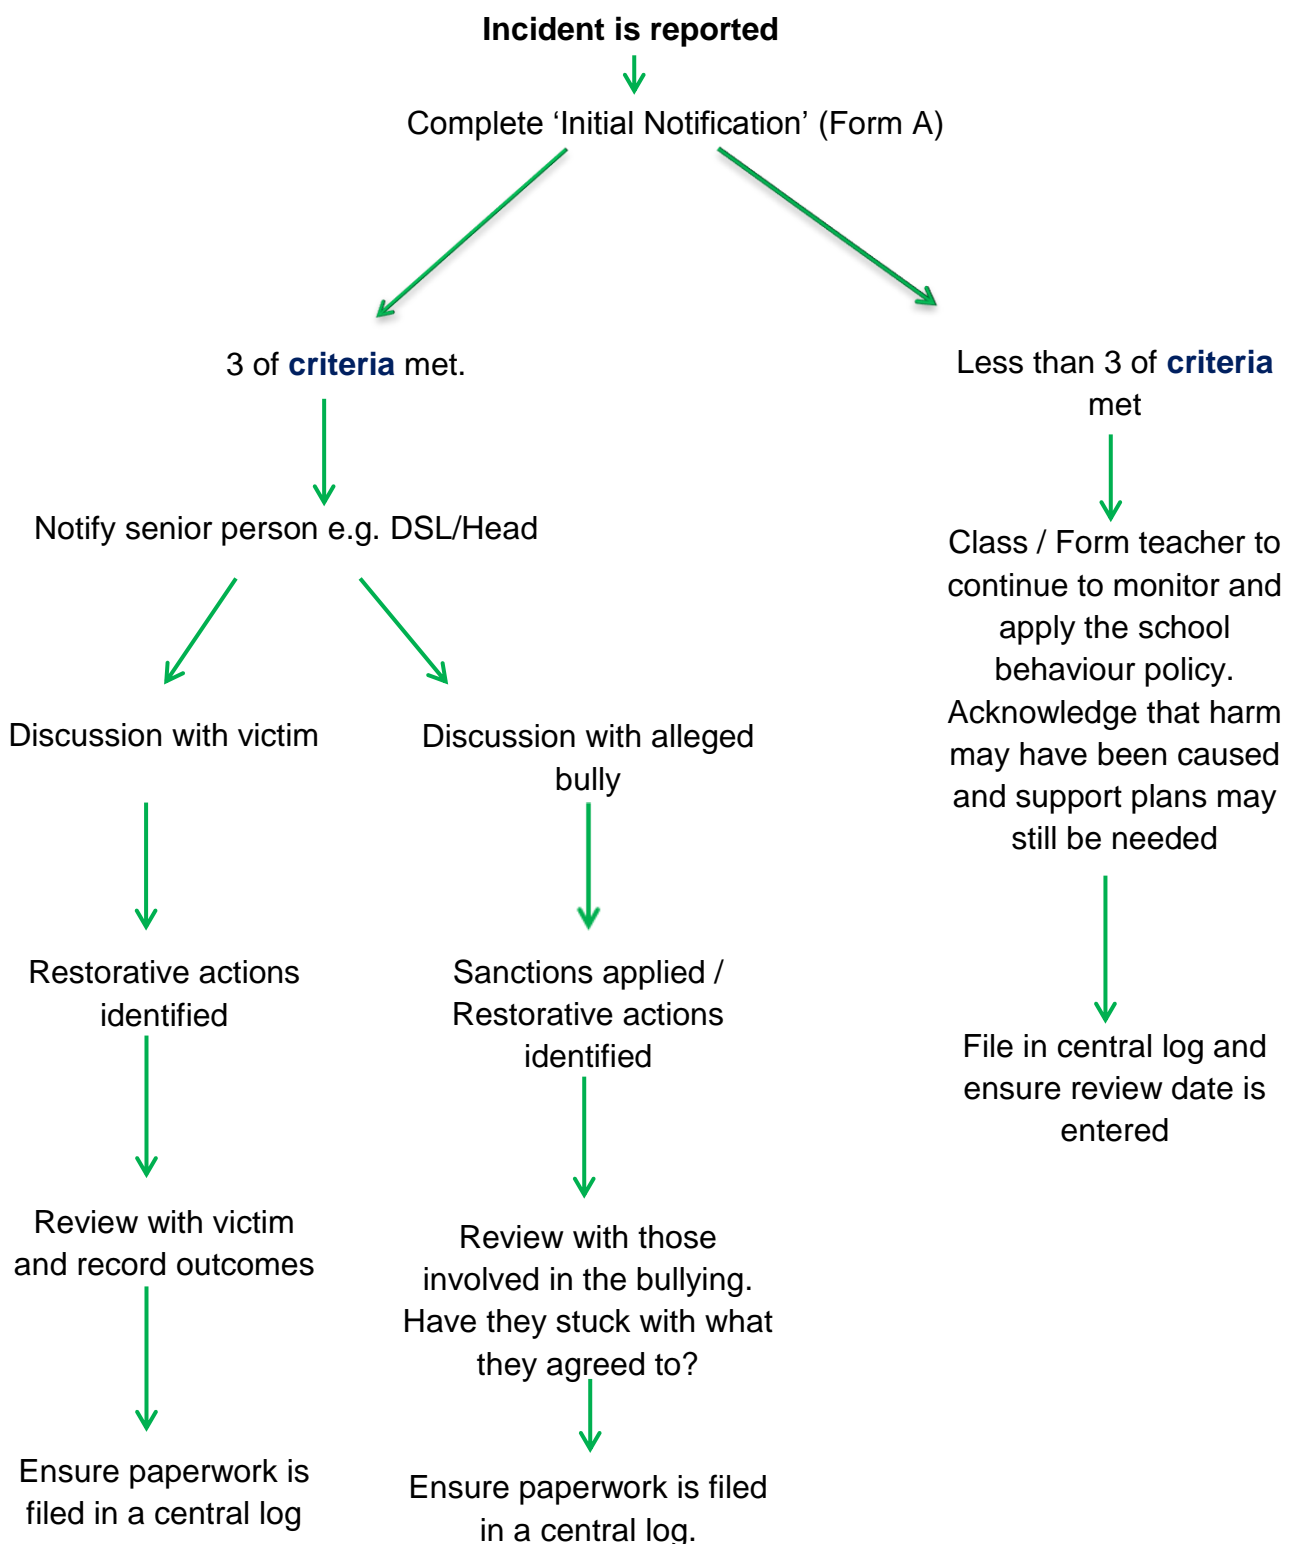 Incident is reported
Complete ‘Initial Notification’ (Form A)
3 of criteria met.
Less than 3 of criteria
met
Notify senior person e.g. DSL/Head
Class / Form teacher to
continue to monitor and
apply the school
behaviour policy.
Acknowledge that harm
may have been caused
and support plans may
still be needed
Discussion with victim
Discussion with alleged
bully
Restorative actions
identified
Sanctions applied /
Restorative actions
identified
File in central log and
ensure review date is
entered
Review with victim
and record outcomes
Review with those
involved in the bullying.
Have they stuck with what
they agreed to?
Ensure paperwork is
filed in a central log
Ensure paperwork is filed
in a central log.